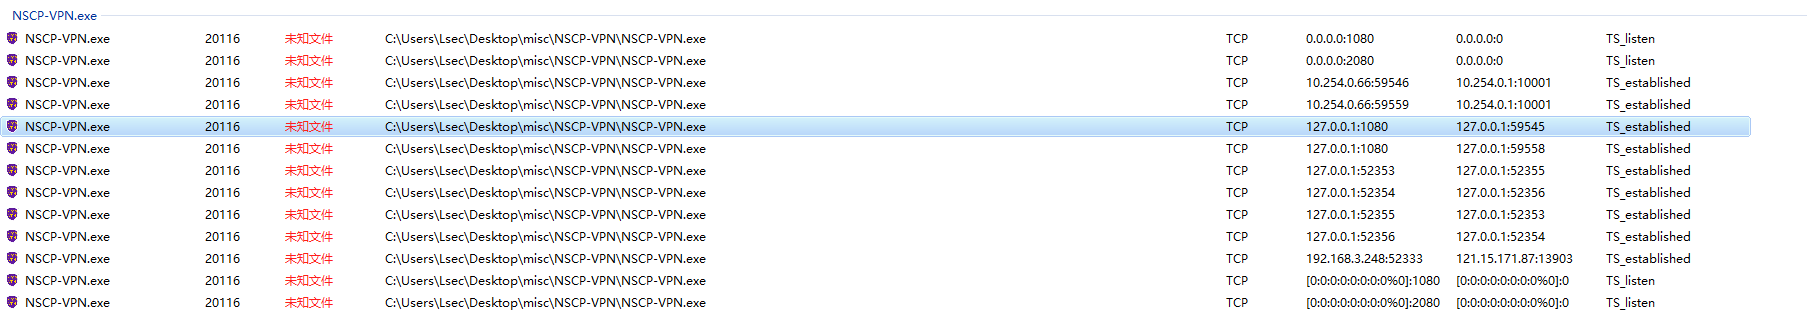 NSCP-VPN.exe
NSCP-VPN.exe 20116 未知文件 C:\Users\Lsec\Desktop\misc\NSCP-VPN\NSCP-VPN.exe TCP 0.0.0.0:1080 0.0.0.0:0 TS_listen
NSCP-VPN.exe 20116 未知文件 C:\Users\Lsec\Desktop\misc\NSCP-VPN\NSCP-VPN.exe TCP 0.0.0.0:2080 0.0.0.0:0 TS_listen
NSCP-VPN.exe 20116 未知文件 C:\Users\Lsec\Desktop\misc\NSCP-VPN\NSCP-VPN.exe TCP 10.254.0.66:59546 10.254.0.1:10001 TS_established
NSCP-VPN.exe 20116 未知文件 C:\Users\Lsec\Desktop\misc\NSCP-VPN\NSCP-VPN.exe TCP 10.254.0.66:59559 10.254.0.1:10001 TS_established
NSCP-VPN.exe 20116 未知文件 C:\Users\Lsec\Desktop\misc\NSCP-VPN\NSCP-VPN.exe TCP 127.0.0.1:1080 127.0.0.1:59545 TS_established
NSCP-VPN.exe 20116 未知文件 C:\Users\Lsec\Desktop\misc\NSCP-VPN\NSCP-VPN.exe TCP 127.0.0.1:1080 127.0.0.1:59558 TS_established
NSCP-VPN.exe 20116 未知文件 C:\Users\Lsec\Desktop\misc\NSCP-VPN\NSCP-VPN.exe TCP 127.0.0.1:52353 127.0.0.1:52355 TS_established
NSCP-VPN.exe 20116 未知文件 C:\Users\Lsec\Desktop\misc\NSCP-VPN\NSCP-VPN.exe TCP 127.0.0.1:52354 127.0.0.1:52356 TS_established
NSCP-VPN.exe 20116 未知文件 C:\Users\Lsec\Desktop\misc\NSCP-VPN\NSCP-VPN.exe TCP 127.0.0.1:52355 127.0.0.1:52353 TS_established
NSCP-VPN.exe 20116 未知文件 C:\Users\Lsec\Desktop\misc\NSCP-VPN\NSCP-VPN.exe TCP 127.0.0.1:52356 127.0.0.1:52354 TS_established
NSCP-VPN.exe 20116 未知文件 C:\Users\Lsec\Desktop\misc\NSCP-VPN\NSCP-VPN.exe TCP 192.168.3.248:52333 121.15.171.87:13903 TS_established
NSCP-VPN.exe 20116 未知文件 C:\Users\Lsec\Desktop\misc\NSCP-VPN\NSCP-VPN.exe TCP [0:0:0:0:0:0:0:0%0]:1080 [0:0:0:0:0:0:0:0%0]:0 TS_listen
NSCP-VPN.exe 20116 未知文件 C:\Users\Lsec\Desktop\misc\NSCP-VPN\NSCP-VPN.exe TCP [0:0:0:0:0:0:0:0%0]:2080 [0:0:0:0:0:0:0:0%0]:0 TS_listen